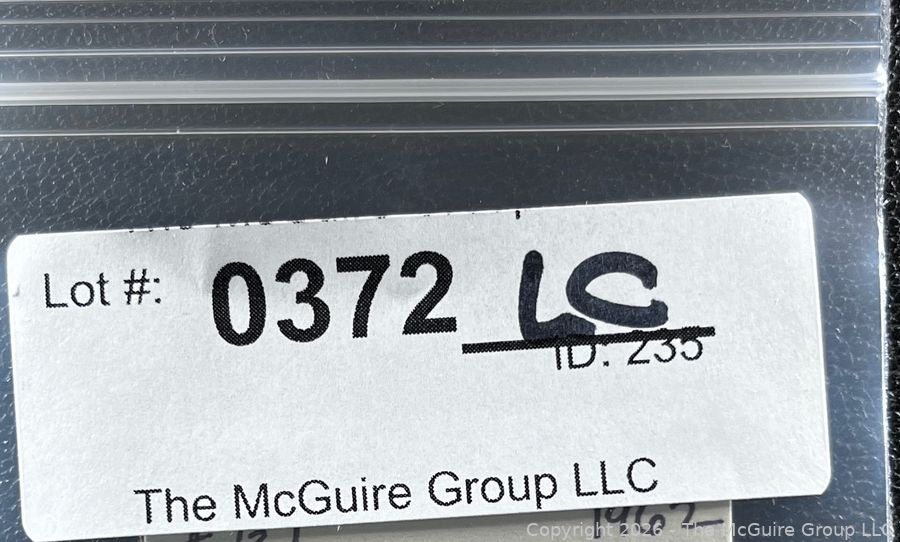 Lot #: 0372 LC
ID: 235
The McGuire Group LLC
1962
Copyright 2026 - The McGuire Group LLC